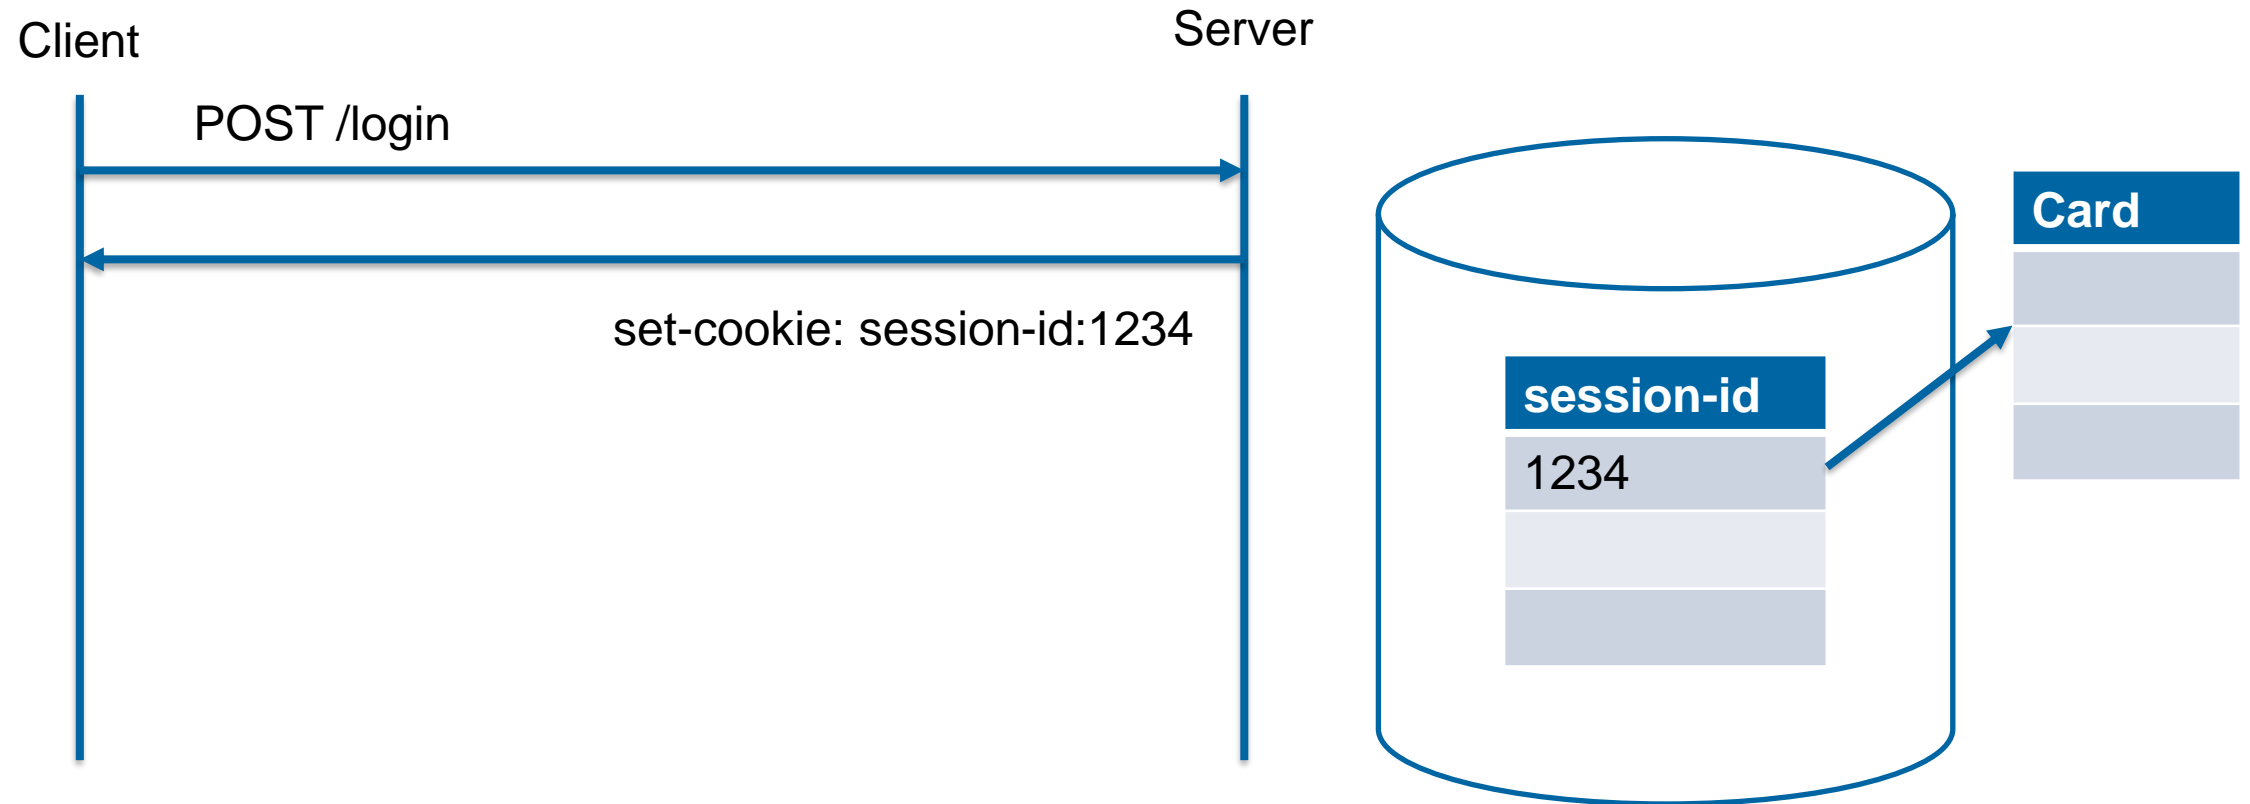 Client
Server
POST /login
set-cookie: session-id:1234
Card
session-id
1234